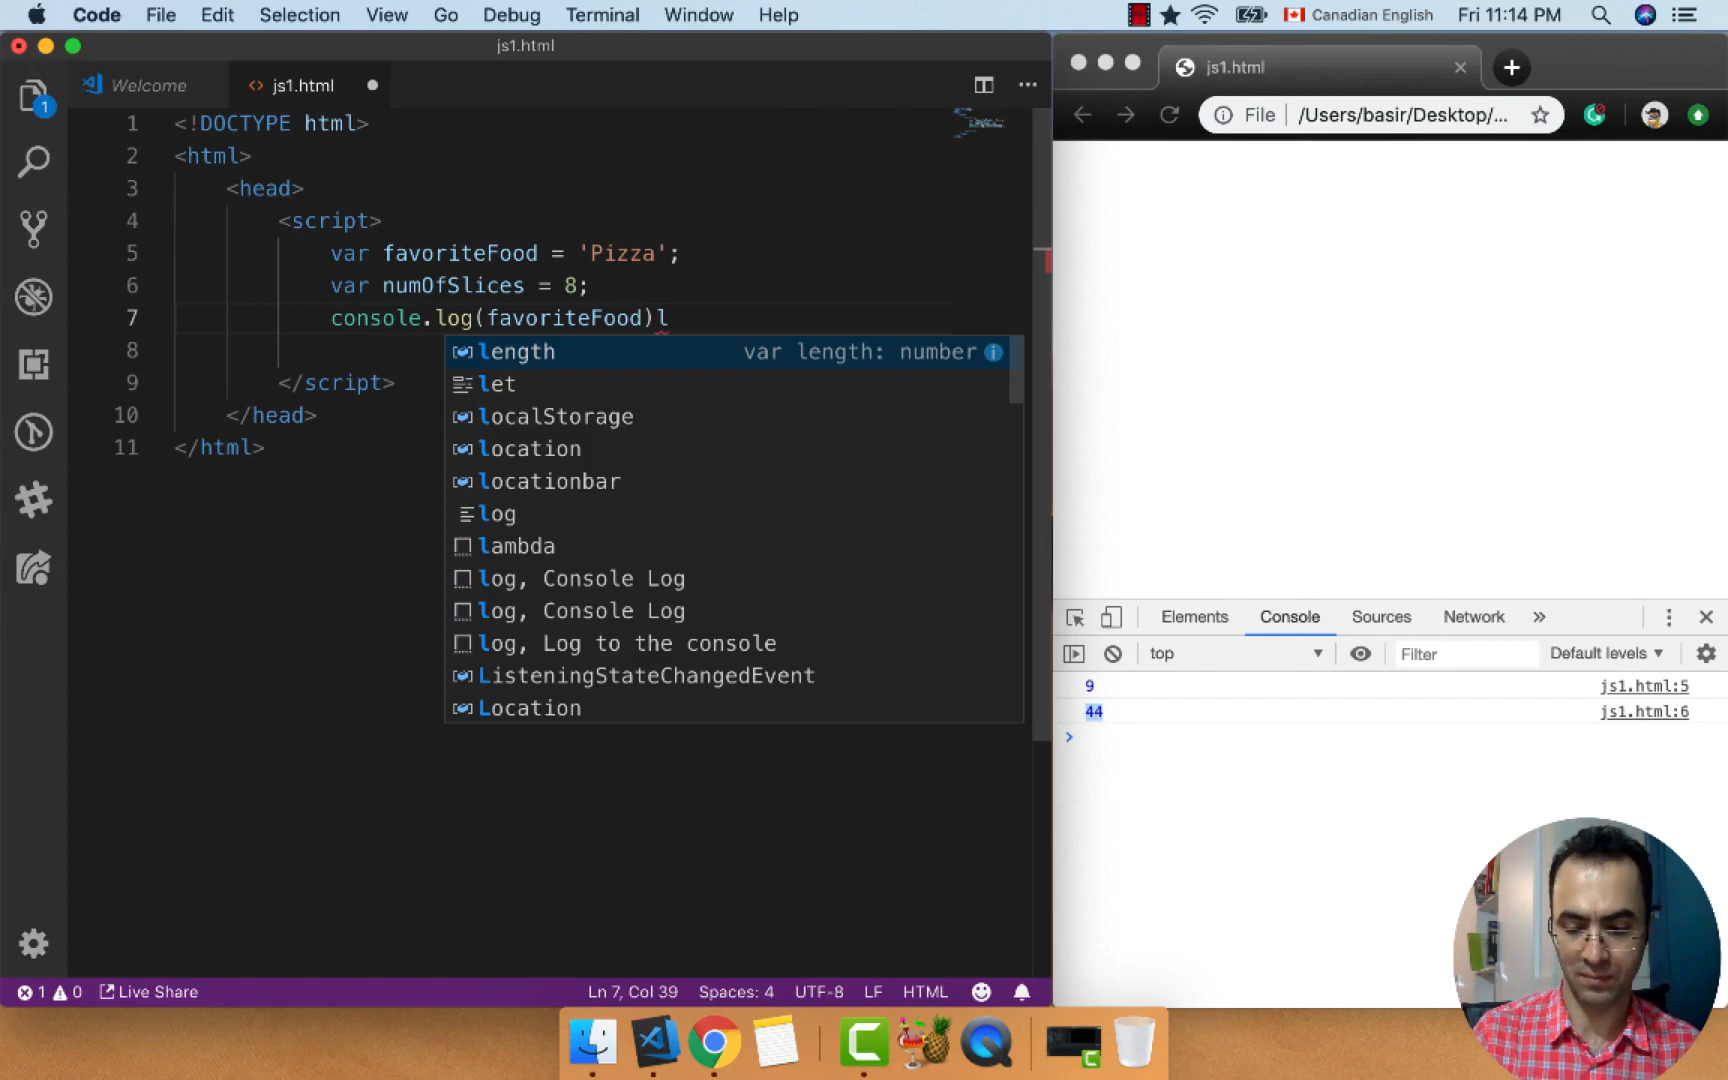 Code File Edit Selection View Go Debug Terminal Window Help Canadian English Fri 11:14 PM
js1.html
Welcome <> js1.html
1 <!DOCTYPE html>
2 <html>
3 <head>
4 <script>
5 var favoriteFood = 'Pizza';
6 var numOfSlices = 8;
7 console.log(favoriteFood)l
8
9 </script>
10 </head>
11 </html>
length var length: number
let
localStorage
location
locationbar
log
lambda
log, Console Log
log, Console Log
log, Log to the console
ListeningStateChangedEvent
Location
1
1 0 Live Share Ln 7, Col 39 Spaces: 4 UTF-8 LF HTML
js1.html
File /Users/basir/Desktop/...
Elements Console Sources Network »
top Filter Default levels
9 js1.html:5
44 js1.html:6
>